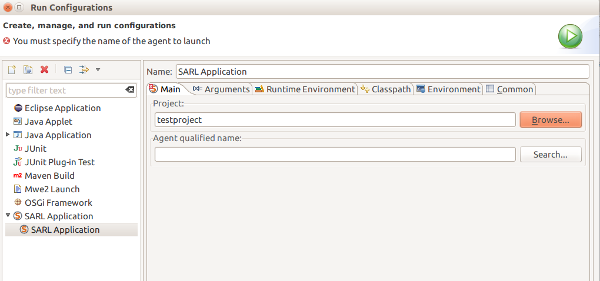 Run Configurations
Create, manage, and run configurations
You must specify the name of the agent to launch
type filter text
Eclipse Application
Java Applet
Java Application
JUnit
JUnit Plug-in Test
Maven Build
Mwe2 Launch
OSGi Framework
SARL Application
SARL Application
Name: SARL Application
Main Arguments Runtime Environment Classpath Environment Common
Project:
testproject Browse...
Agent qualified name:
Search...